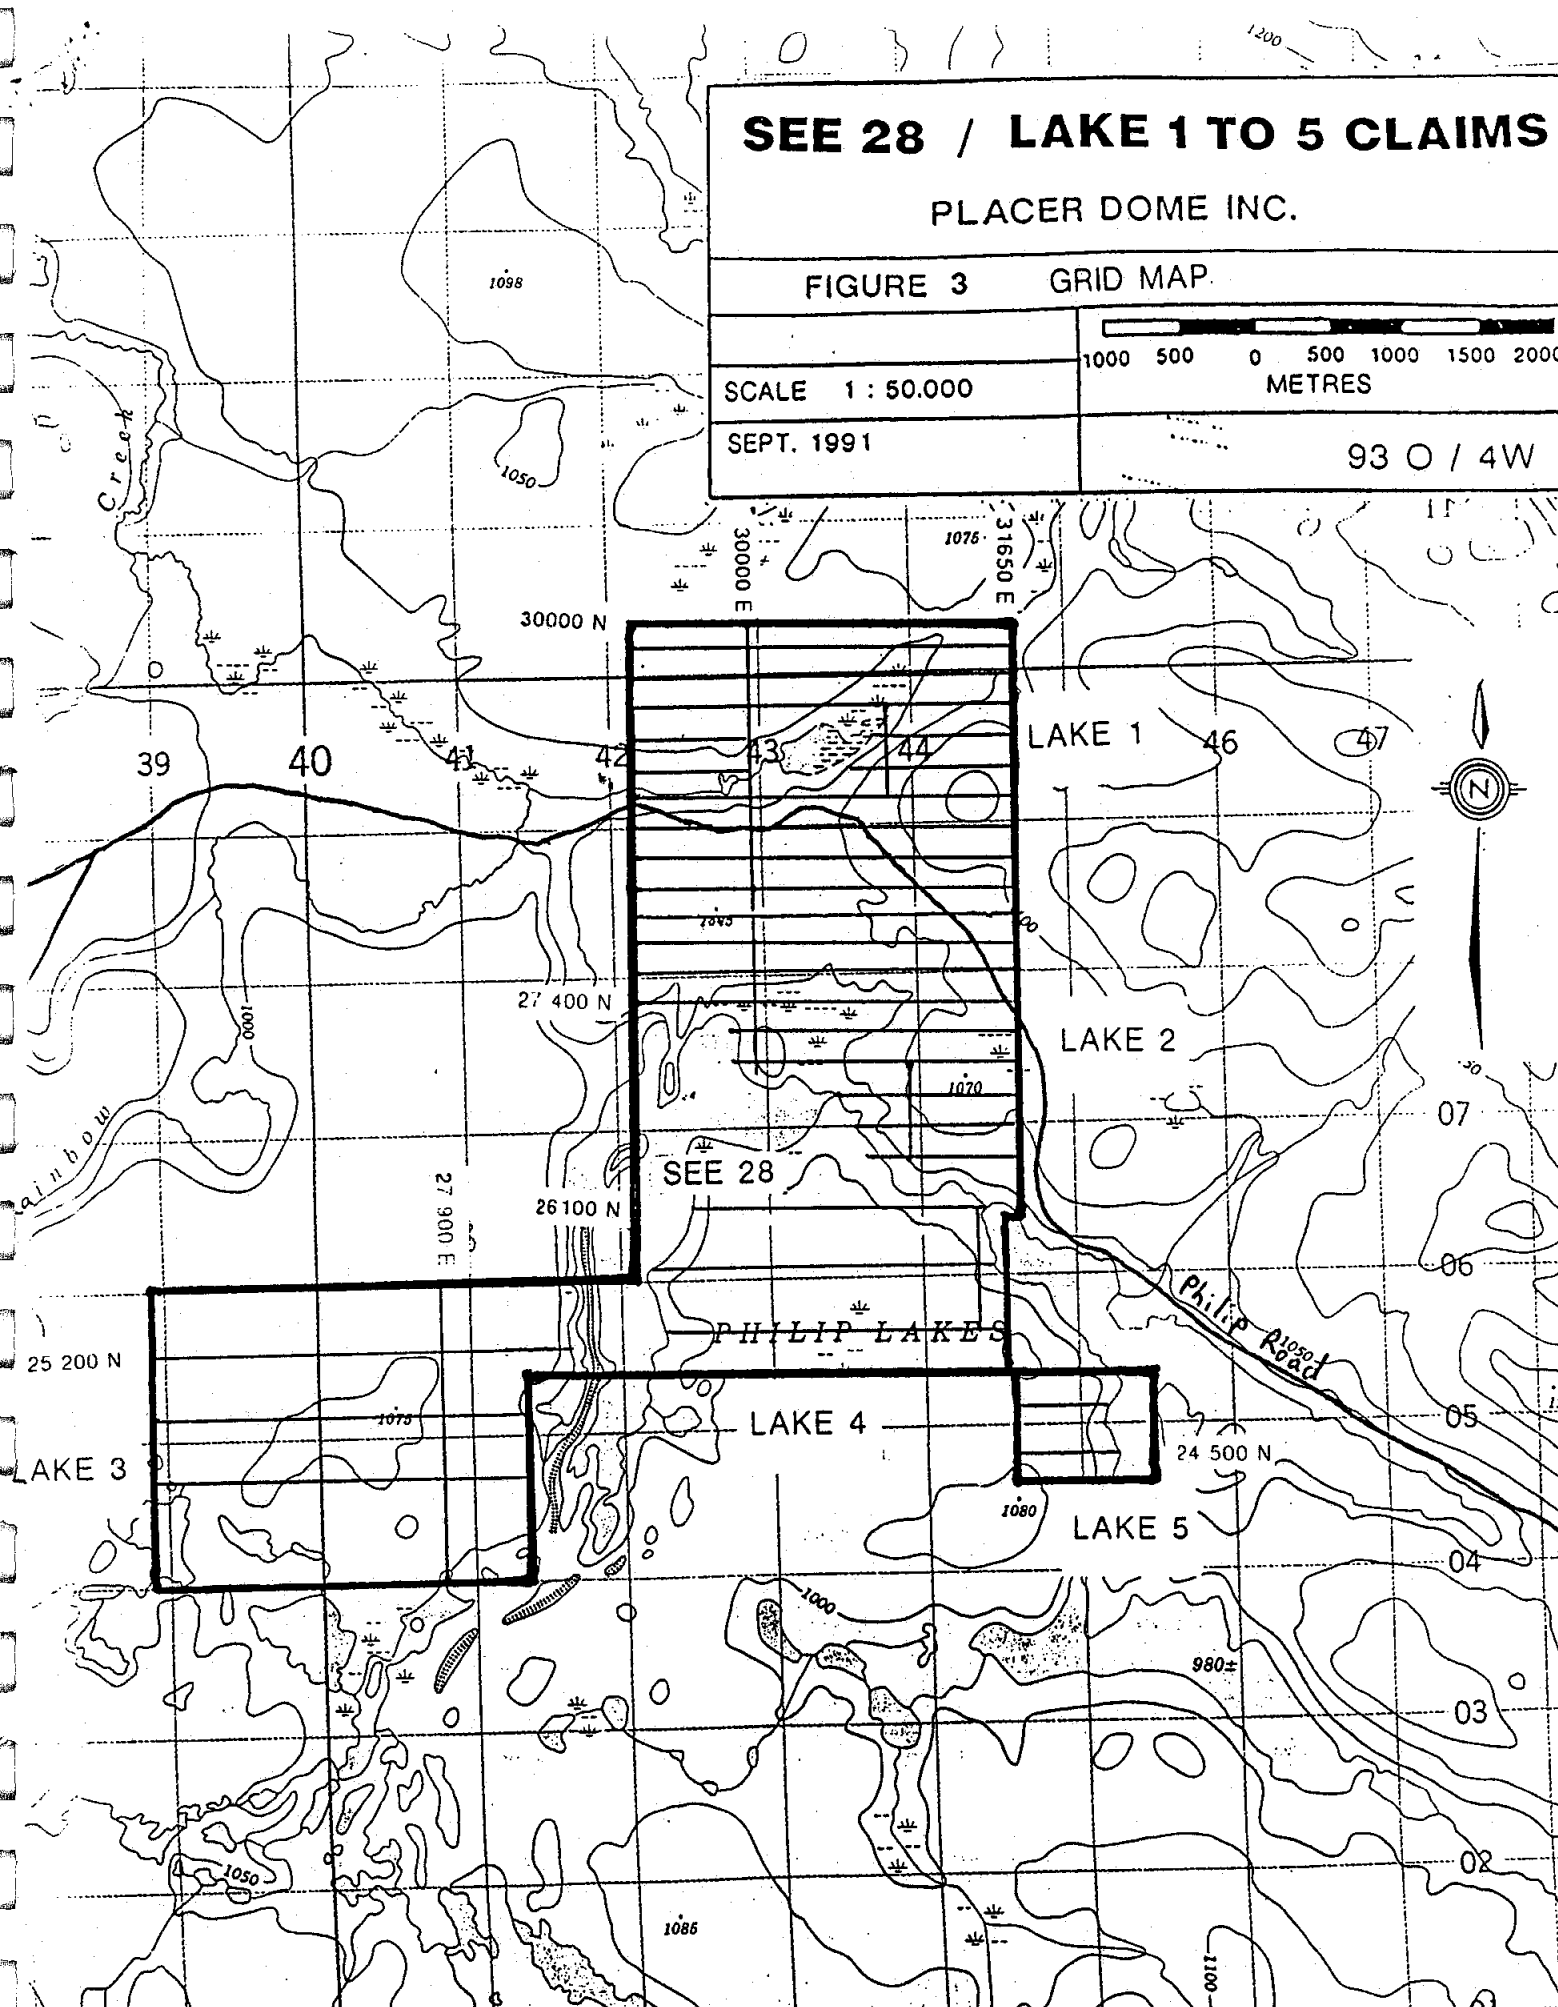 1200
SEE 28 / LAKE 1 TO 5 CLAIMS
PLACER DOME INC.
FIGURE 3 GRID MAP
1000 500 0 500 1000 1500 2000
METRES
SCALE 1 : 50.000
SEPT. 1991
93 O / 4W
1098
Creek
1050
30000 E
1075
31650 E
30000 N
LAKE 1
39 40 41 42 43 44 46 47
N
27 400 N
1000
LAKE 2
1070
07
ainbow
SEE 28
27 900 E
26100 N
06
Philip Road
PHILIP LAKES
1050
25 200 N
1075
LAKE 4
05
24 500 N
LAKE 3
1080
LAKE 5
04
1000
980±
03
02
1050
1085
1100